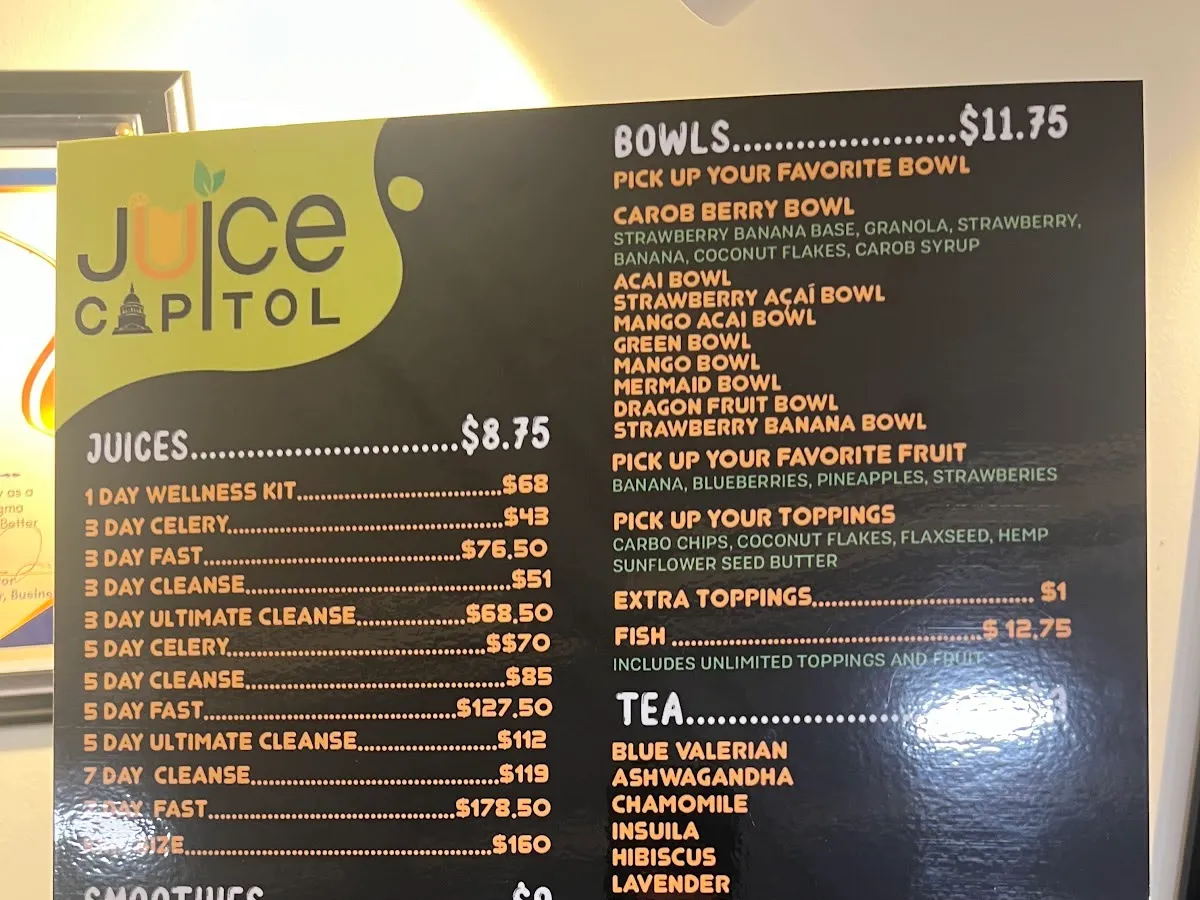 JUICE
CAPITOL
JUICES..............................$8.75
1 DAY WELLNESS KIT..............................$68
3 DAY CELERY..............................$43
3 DAY FAST..............................$76.50
3 DAY CLEANSE..............................$51
3 DAY ULTIMATE CLEANSE..............................$68.50
5 DAY CELERY..............................$$70
5 DAY CLEANSE..............................$85
5 DAY FAST..............................$127.50
5 DAY ULTIMATE CLEANSE..............................$112
7 DAY CLEANSE..............................$119
DAY FAST..............................$178.50
..............................$160
SMOOTHIES $9
BOWLS..............................$11.75
PICK UP YOUR FAVORITE BOWL
CAROB BERRY BOWL
STRAWBERRY BANANA BASE, GRANOLA, STRAWBERRY,
BANANA, COCONUT FLAKES, CAROB SYRUP
ACAI BOWL
STRAWBERRY AÇAÍ BOWL
MANGO ACAI BOWL
GREEN BOWL
MANGO BOWL
MERMAID BOWL
DRAGON FRUIT BOWL
STRAWBERRY BANANA BOWL
PICK UP YOUR FAVORITE FRUIT
BANANA, BLUEBERRIES, PINEAPPLES, STRAWBERRIES
PICK UP YOUR TOPPINGS
CARBO CHIPS, COCONUT FLAKES, FLAXSEED, HEMP
SUNFLOWER SEED BUTTER
EXTRA TOPPINGS.............................. $1
FISH ..............................$ 12.75
INCLUDES UNLIMITED TOPPINGS AND FRUIT
TEA..............................
BLUE VALERIAN
ASHWAGANDHA
CHAMOMILE
INSUILA
HIBISCUS
LAVENDER
as a
Better